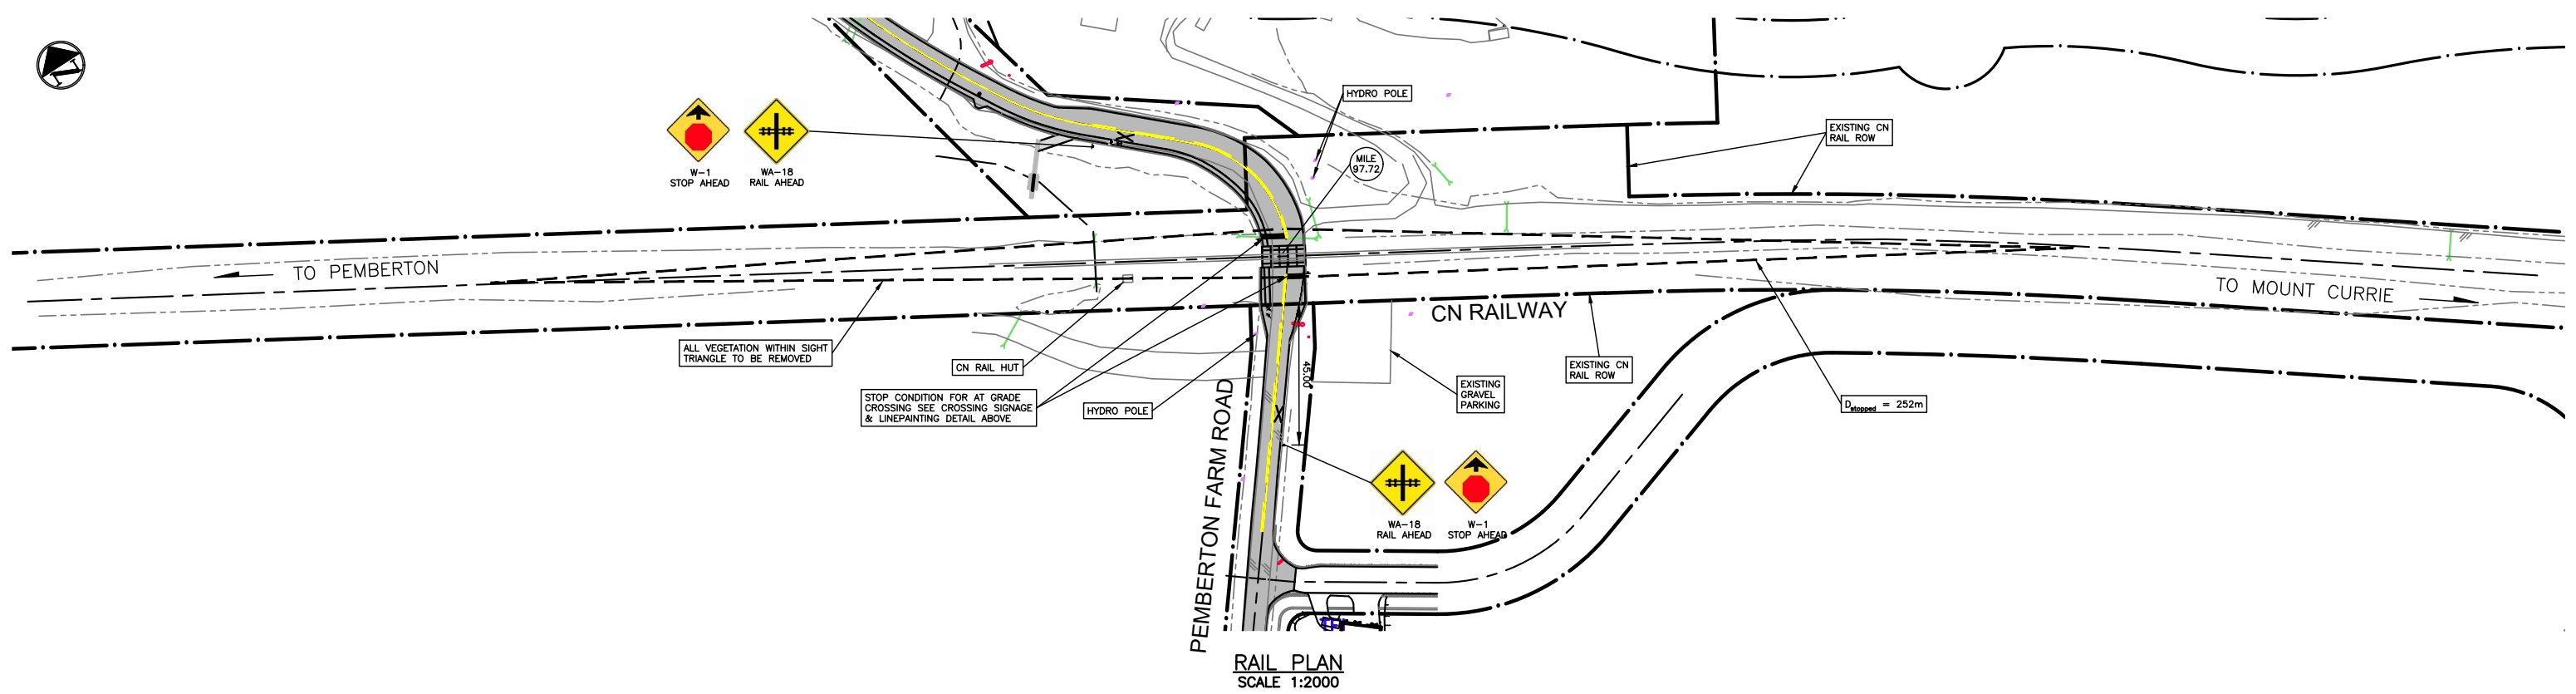 HYDRO POLE
EXISTING CN
RAIL ROW
MILE
97.72
W-1
STOP AHEAD
WA-18
RAIL AHEAD
TO PEMBERTON
TO MOUNT CURRIE
CN RAILWAY
ALL VEGETATION WITHIN SIGHT
TRIANGLE TO BE REMOVED
CN RAIL HUT
STOP CONDITION FOR AT GRADE
CROSSING SEE CROSSING SIGNAGE
& LINEPAINTING DETAIL ABOVE
HYDRO POLE
45.00
EXISTING
GRAVEL
PARKING
EXISTING CN
RAIL ROW
Dstopped = 252m
PEMBERTON FARM ROAD
WA-18
RAIL AHEAD
W-1
STOP AHEAD
RAIL PLAN
SCALE 1:2000